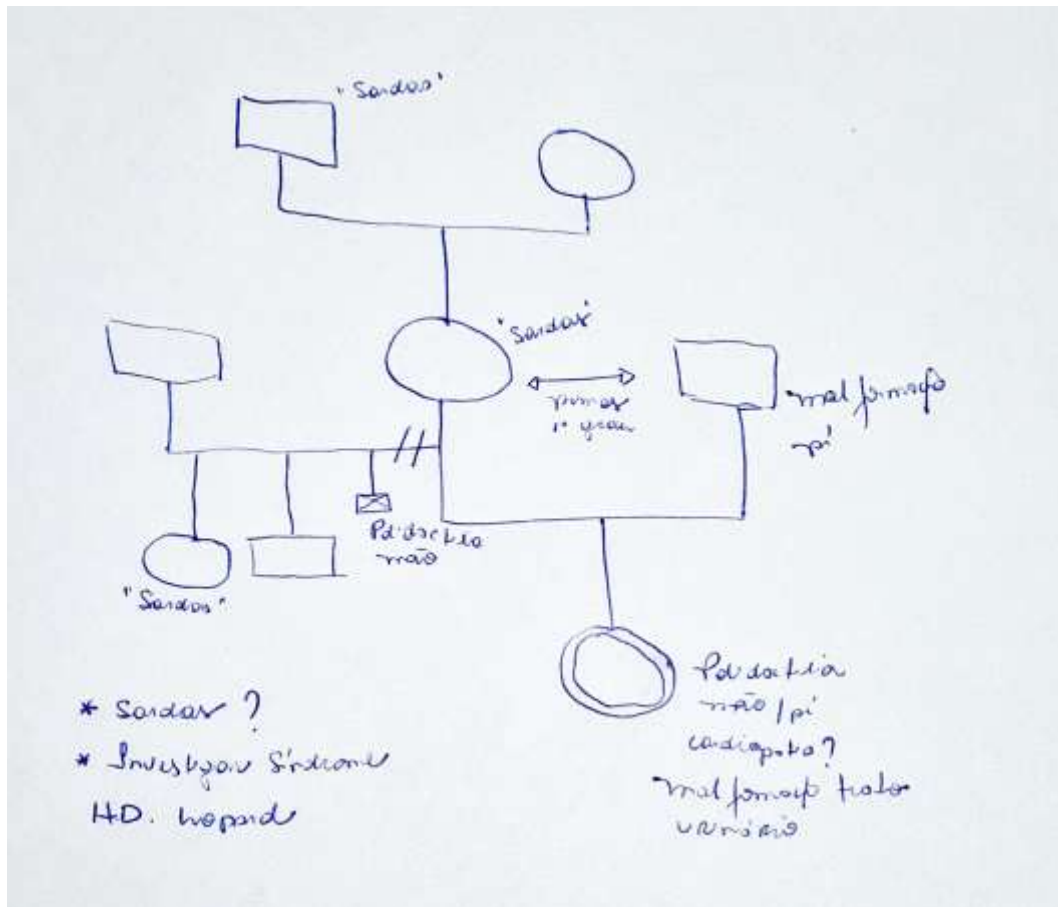 "Sardas"
"Sardas"
primos
1º grau
mal formação
pé
Polidactilia
mão
"Sardas"
Polidactilia
mão / pé
cardiopata?
mal formação trato
urinário
* Sardas ?
* Investigar Síndrome
HD. Leopard